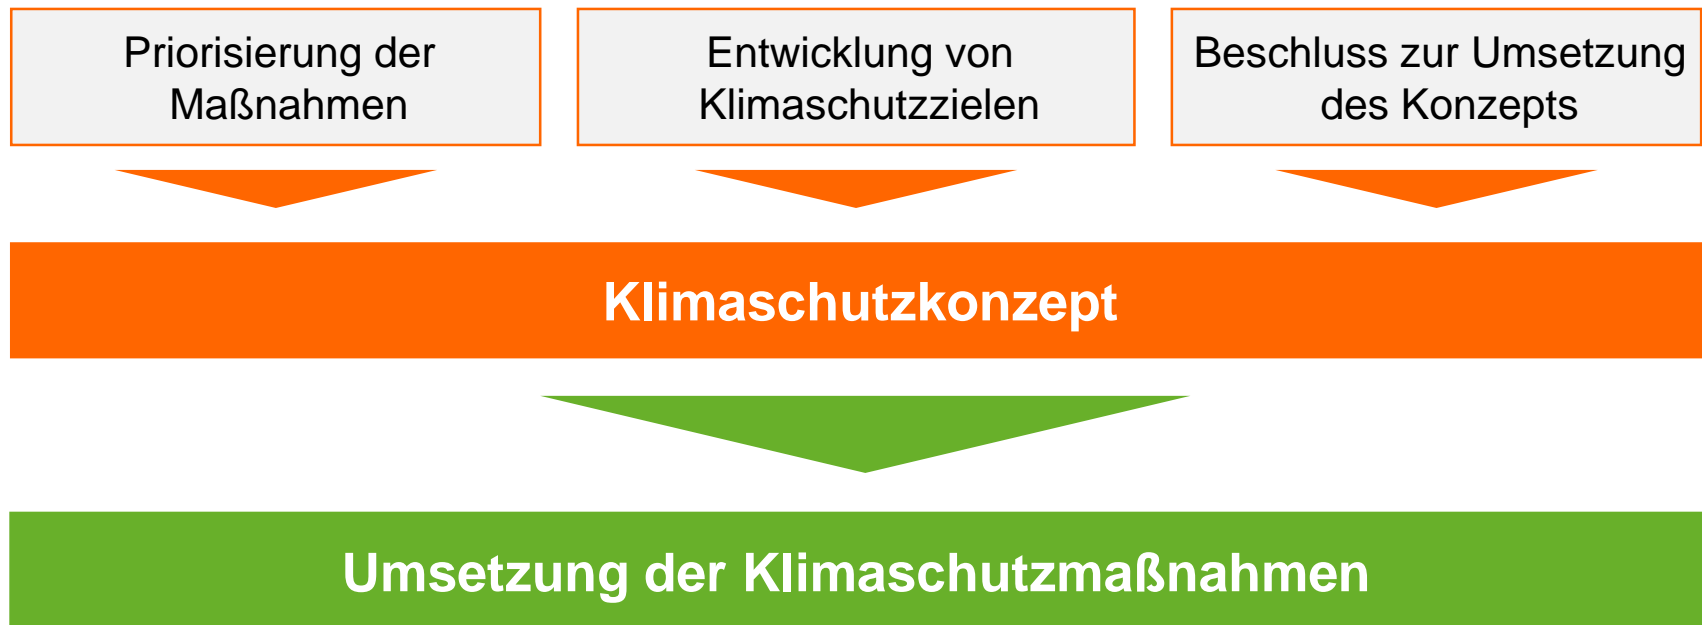 Priorisierung der
Maßnahmen
Entwicklung von
Klimaschutzzielen
Beschluss zur Umsetzung
des Konzepts
Klimaschutzkonzept
Umsetzung der Klimaschutzmaßnahmen